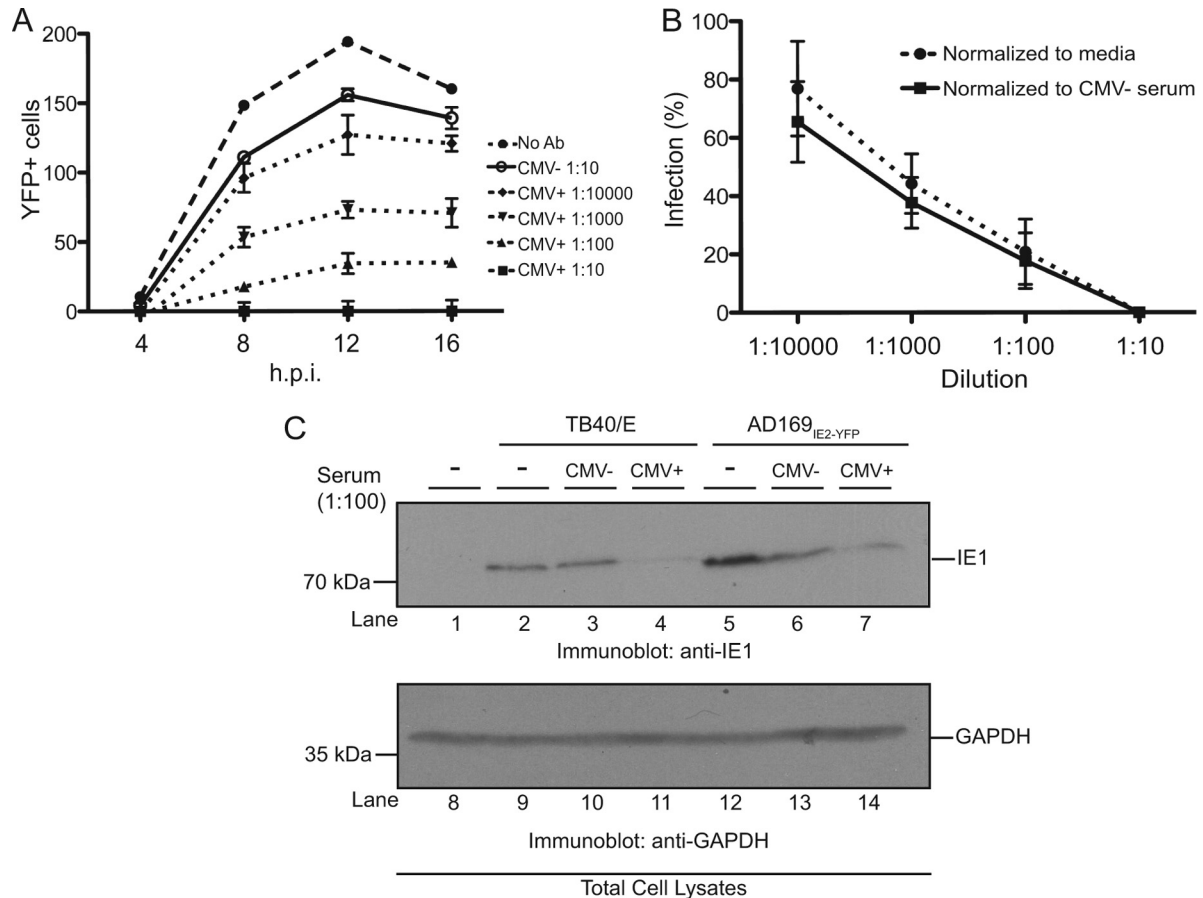 A
YFP+ cells
200
150
100
50
0
4 8 12 16
h.p.i.
No Ab
CMV- 1:10
CMV+ 1:10000
CMV+ 1:1000
CMV+ 1:100
CMV+ 1:10
B
Infection (%)
100
80
60
40
20
0
1:10000 1:1000 1:100 1:10
Dilution
Normalized to media
Normalized to CMV- serum
C
TB40/E AD169IE2-YFP
Serum
(1:100)
- - CMV- CMV+ - CMV- CMV+
IE1
70 kDa
Lane 1 2 3 4 5 6 7
Immunoblot: anti-IE1
GAPDH
35 kDa
Lane 8 9 10 11 12 13 14
Immunoblot: anti-GAPDH
Total Cell Lysates